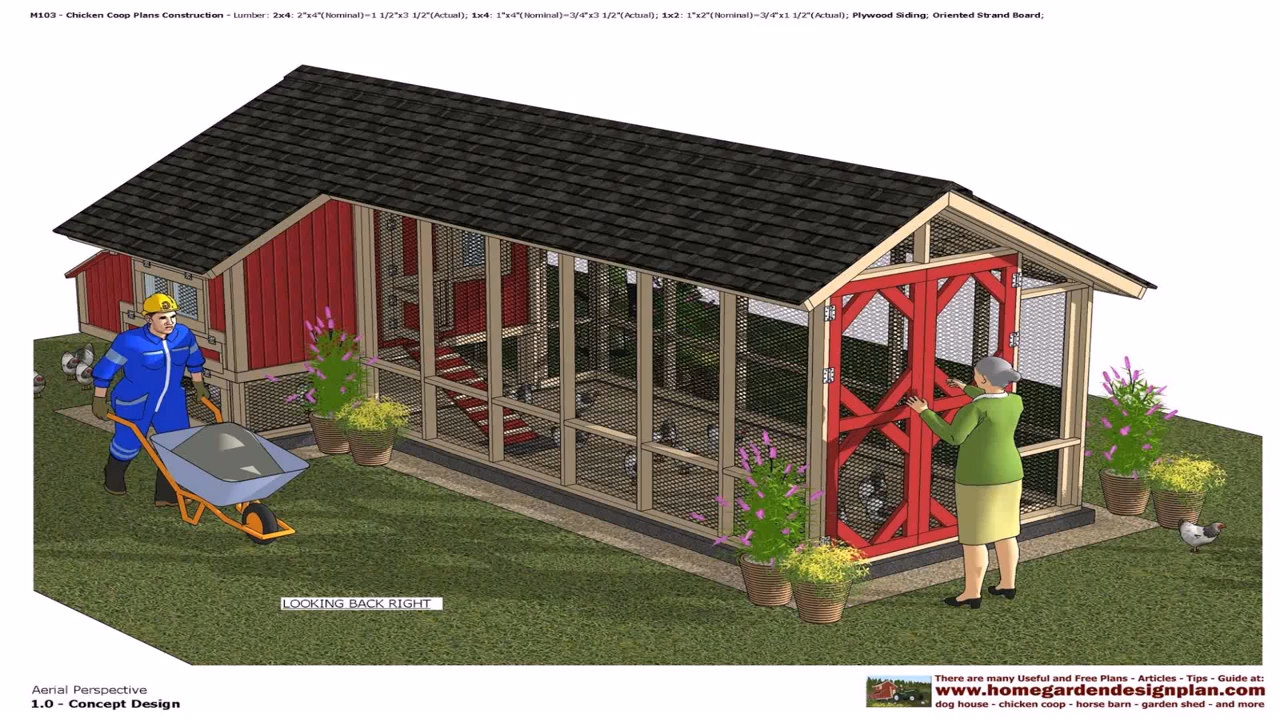 M103 - Chicken Coop Plans Construction - Lumber: 2x4: 2"x4"(Nominal)=1 1/2"x3 1/2"(Actual); 1x4: 1"x4"(Nominal)=3/4"x3 1/2"(Actual); 1x2: 1"x2"(Nominal)=3/4"x1 1/2"(Actual); Plywood Siding; Oriented Strand Board;
LOOKING BACK RIGHT
Aerial Perspective
1.0 - Concept Design
There are many Useful and Free Plans - Articles - Tips - Guide at:
www.homegardendesignplan.com
dog house - chicken coop - horse barn - garden shed - and more